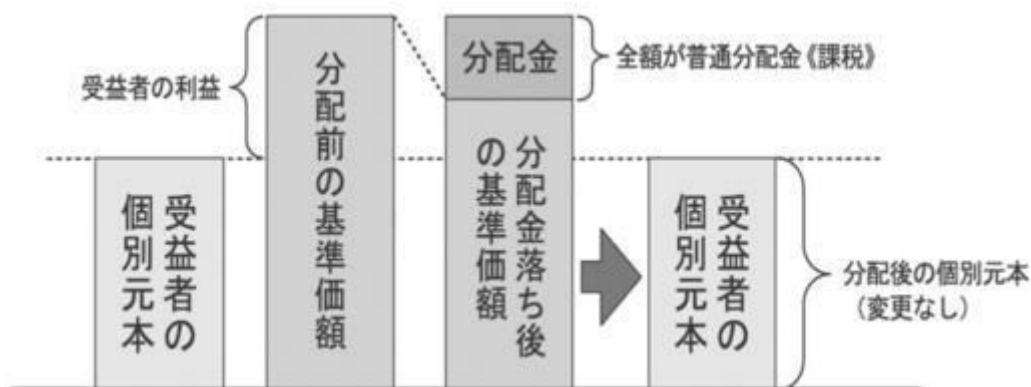 受益者の利益
受益者の
個別元本
分配前の基準価額
分配金
全額が普通分配金《課税》
分配金落ち後
の基準価額
受益者の
個別元本
分配後の個別元本
（変更なし）